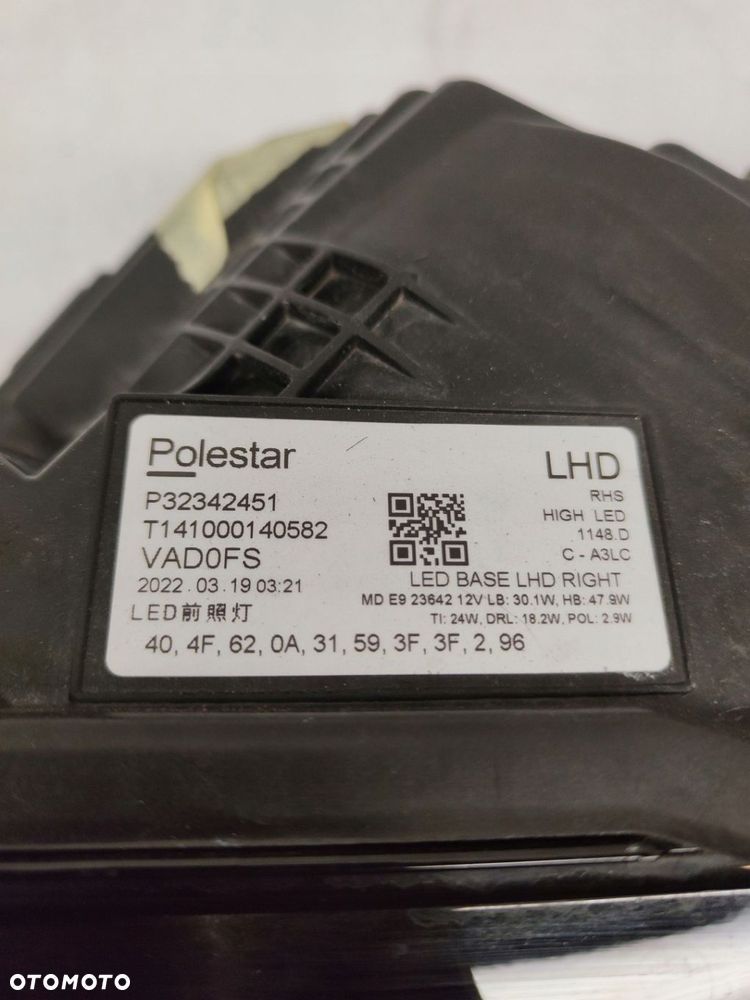 Polestar
LHD
P32342451
RHS
T141000140582
HIGH LED
VAD0FS
1148.D
2022.03.19 03:21
C - A3LC
LED前照灯
LED BASE LHD RIGHT
MD E9 23642 12V LB: 30.1W, HB: 47.9W
TI: 24W, DRL: 18.2W, POL: 2.9W
40, 4F, 62, 0A, 31, 59, 3F, 3F, 2, 96
OTOMOTO